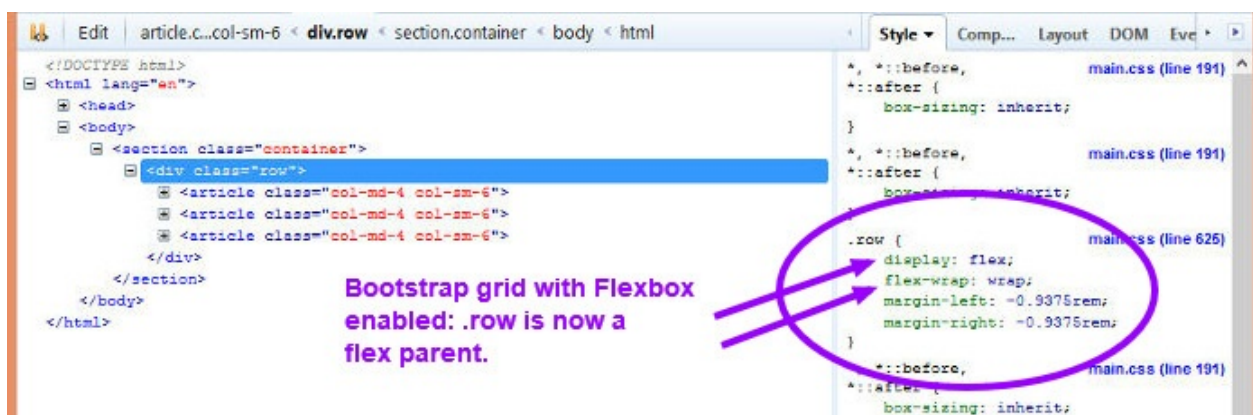 Edit article.c...col-sm-6 < div.row < section.container < body < html
Style ▾ Comp... Layout DOM Eve
<!DOCTYPE html>
<html lang="en">
<head>
<body>
<section class="container">
<div class="row">
<article class="col-md-4 col-sm-6">
<article class="col-md-4 col-sm-6">
<article class="col-md-4 col-sm-6">
</div>
</section>
</body>
</html>
Bootstrap grid with Flexbox
enabled: .row is now a
flex parent.
*, *::before, main.css (line 191)
*::after {
box-sizing: inherit;
}
*, *::before, main.css (line 191)
*::after {
box-sizing: inherit;
}
.row { main.css (line 625)
display: flex;
flex-wrap: wrap;
margin-left: -0.9375rem;
margin-right: -0.9375rem;
}
*::before, main.css (line 191)
*::after {
box-sizing: inherit;